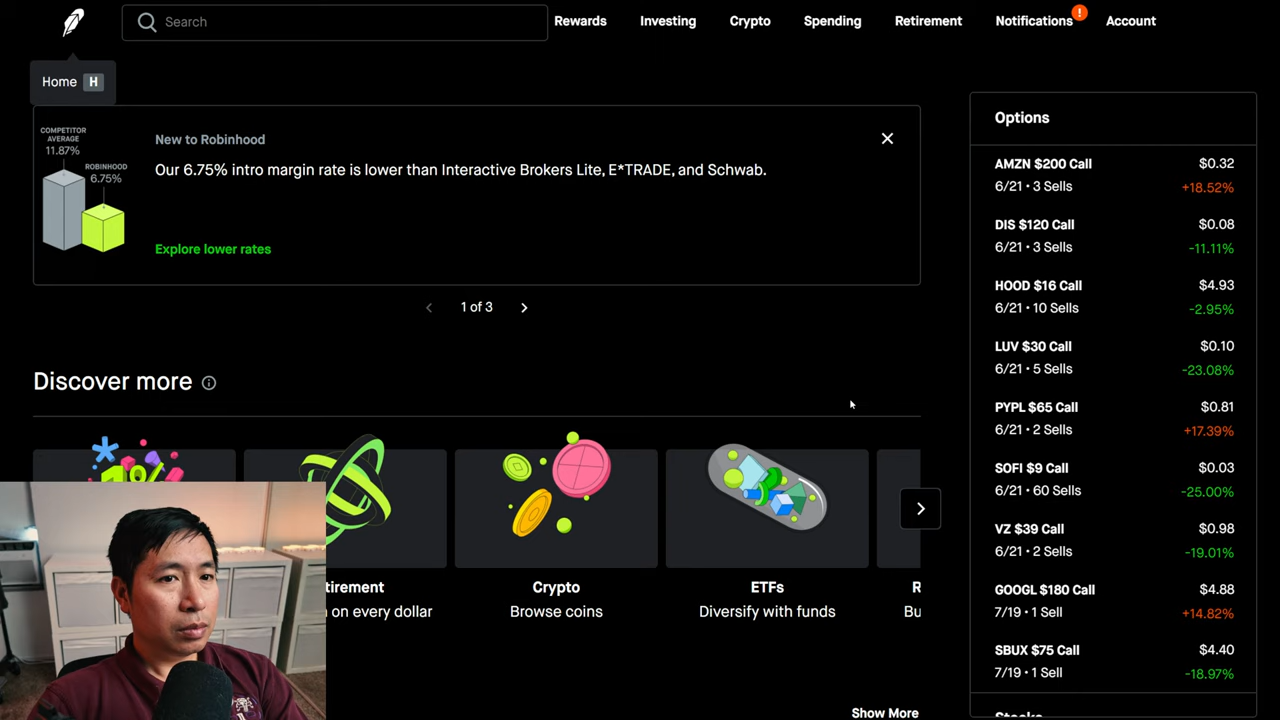 Search
Rewards
Investing
Crypto
Spending
Retirement
Notifications
!
Account
Home H
COMPETITOR
AVERAGE
11.87%
ROBINHOOD
6.75%
New to Robinhood
Our 6.75% intro margin rate is lower than Interactive Brokers Lite, E*TRADE, and Schwab.
Explore lower rates
1 of 3
Discover more
1%
tirement
n on every dollar
Crypto
Browse coins
ETFs
Diversify with funds
R
Bu
Show More
Options
AMZN $200 Call $0.32
6/21 • 3 Sells +18.52%
DIS $120 Call $0.08
6/21 • 3 Sells -11.11%
HOOD $16 Call $4.93
6/21 • 10 Sells -2.95%
LUV $30 Call $0.10
6/21 • 5 Sells -23.08%
PYPL $65 Call $0.81
6/21 • 2 Sells +17.39%
SOFI $9 Call $0.03
6/21 • 60 Sells -25.00%
VZ $39 Call $0.98
6/21 • 2 Sells -19.01%
GOOGL $180 Call $4.88
7/19 • 1 Sell +14.82%
SBUX $75 Call $4.40
7/19 • 1 Sell -18.97%
Stocks